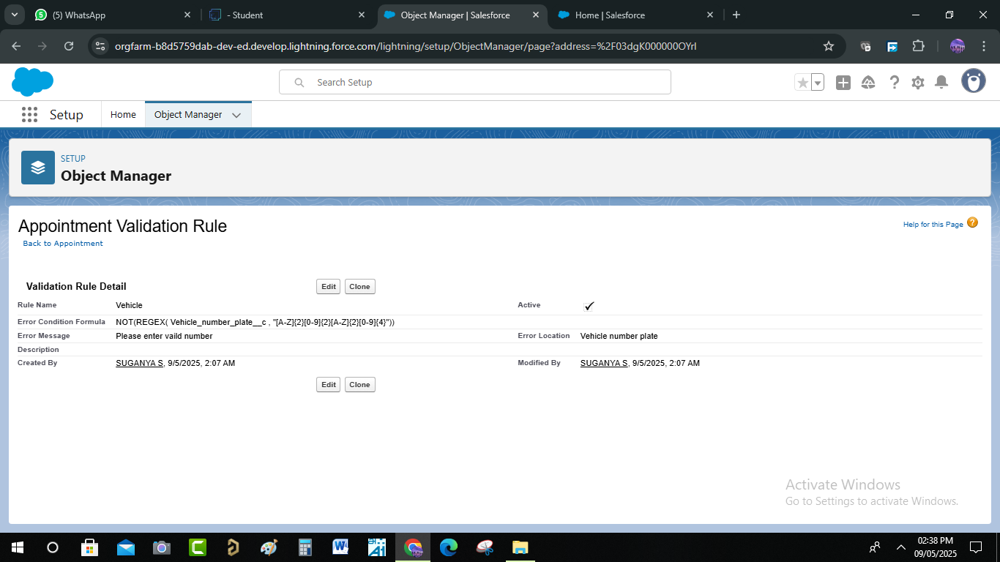 (5) WhatsApp
- Student
Object Manager | Salesforce
Home | Salesforce
orgfarm-b8d5759dab-dev-ed.develop.lightning.force.com/lightning/setup/ObjectManager/page?address=%2F03dgK000000OYrI
Search Setup
Setup
Home
Object Manager
SETUP
Object Manager
Appointment Validation Rule
Help for this Page
Back to Appointment
Validation Rule Detail
Edit
Clone
Rule Name
Vehicle
Active
Error Condition Formula
NOT(REGEX( Vehicle_number_plate__c , "[A-Z]{2}[0-9]{2}[A-Z]{2}[0-9]{4}"))
Error Message
Please enter vaild number
Error Location
Vehicle number plate
Description
Created By
SUGANYA S, 9/5/2025, 2:07 AM
Modified By
SUGANYA S, 9/5/2025, 2:07 AM
Edit
Clone
Activate Windows
Go to Settings to activate Windows.
02:38 PM
09/05/2025